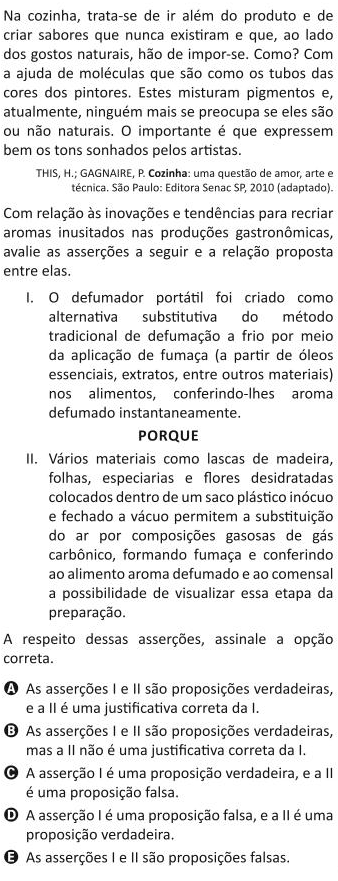 Na cozinha, trata-se de ir além do produto e de
criar sabores que nunca existiram e que, ao lado
dos gostos naturais, hão de impor-se. Como? Com
a ajuda de moléculas que são como os tubos das
cores dos pintores. Estes misturam pigmentos e,
atualmente, ninguém mais se preocupa se eles são
ou não naturais. O importante é que expressem
bem os tons sonhados pelos artistas.
THIS, H.; GAGNAIRE, P. Cozinha: uma questão de amor, arte e
técnica. São Paulo: Editora Senac SP, 2010 (adaptado).
Com relação às inovações e tendências para recriar
aromas inusitados nas produções gastronômicas,
avalie as asserções a seguir e a relação proposta
entre elas.
I. O defumador portátil foi criado como
alternativa substitutiva do método
tradicional de defumação a frio por meio
da aplicação de fumaça (a partir de óleos
essenciais, extratos, entre outros materiais)
nos alimentos, conferindo-lhes aroma
defumado instantaneamente.
PORQUE
II. Vários materiais como lascas de madeira,
folhas, especiarias e flores desidratadas
colocados dentro de um saco plástico inócuo
e fechado a vácuo permitem a substituição
do ar por composições gasosas de gás
carbônico, formando fumaça e conferindo
ao alimento aroma defumado e ao comensal
a possibilidade de visualizar essa etapa da
preparação.
A respeito dessas asserções, assinale a opção
correta.
A As asserções I e II são proposições verdadeiras,
e a II é uma justificativa correta da I.
B As asserções I e II são proposições verdadeiras,
mas a II não é uma justificativa correta da I.
C A asserção I é uma proposição verdadeira, e a II
é uma proposição falsa.
D A asserção I é uma proposição falsa, e a II é uma
proposição verdadeira.
E As asserções I e II são proposições falsas.